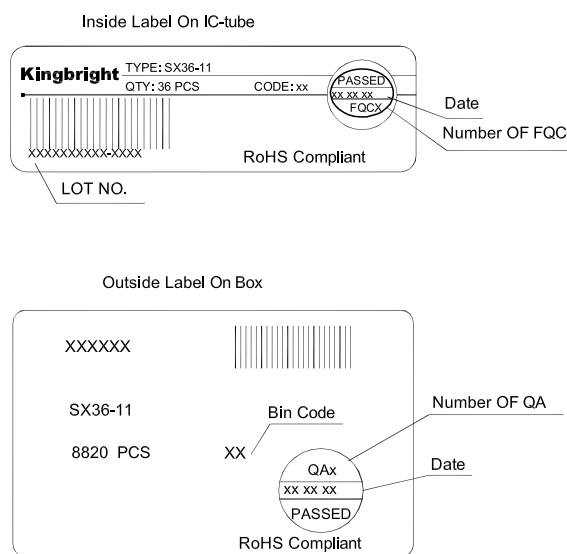 Inside Label On IC-tube
Kingbright
TYPE: SX36-11
QTY: 36 PCS CODE: xx
PASSED
xx xx xx
FQCX
Date
Number OF FQC
XXXXXXXXXX-XXXX
RoHS Compliant
LOT NO.
Outside Label On Box
XXXXXX
SX36-11
Bin Code
Number OF QA
8820 PCS
XX
QAx
Date
xx xx xx
PASSED
RoHS Compliant